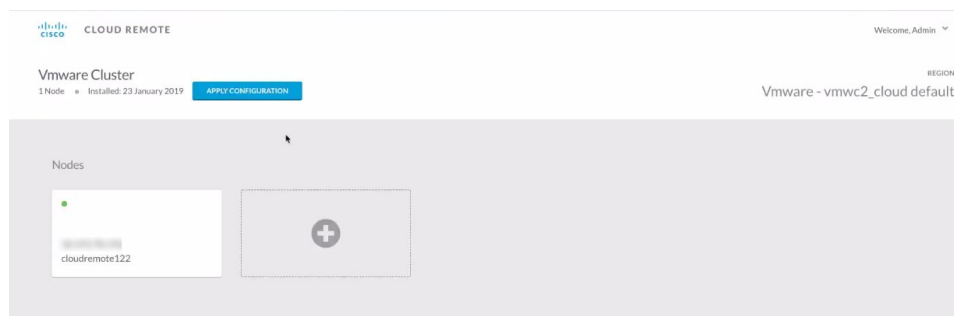 CISCO CLOUD REMOTE
Welcome, Admin
Vmware Cluster
1 Node Installed: 23 January 2019 APPLY CONFIGURATION
REGION
Vmware - vmwc2_cloud default
Nodes
cloudremote122